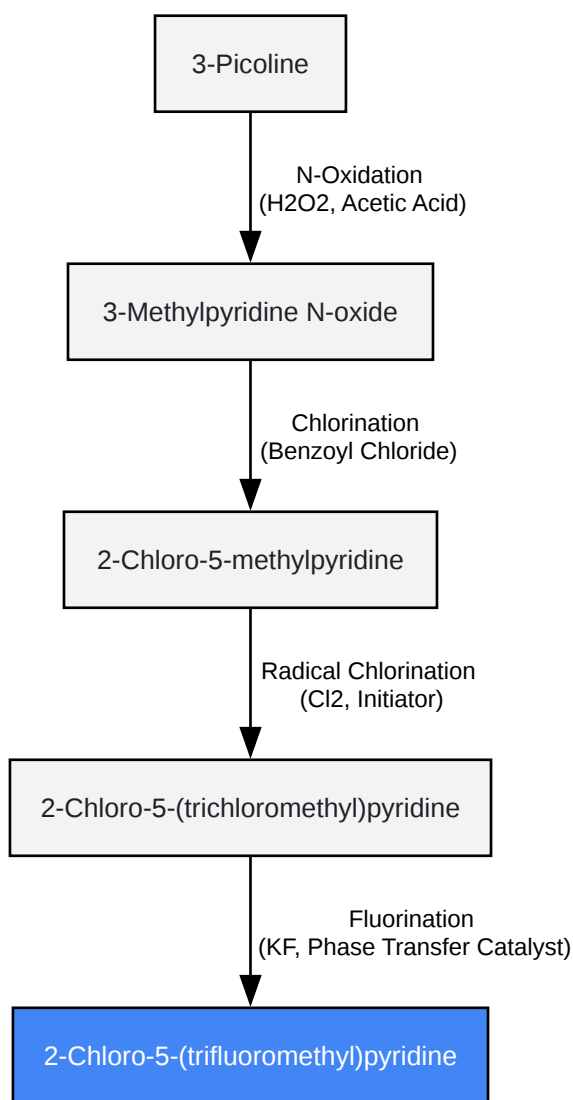 3-Picoline
N-Oxidation
(H2O2, Acetic Acid)
3-Methylpyridine N-oxide
Chlorination
(Benzoyl Chloride)
2-Chloro-5-methylpyridine
Radical Chlorination
(Cl2, Initiator)
2-Chloro-5-(trichloromethyl)pyridine
Fluorination
(KF, Phase Transfer Catalyst)
2-Chloro-5-(trifluoromethyl)pyridine